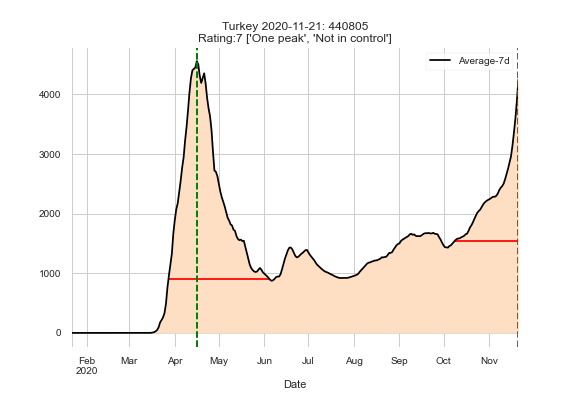 Turkey 2020-11-21: 440805
Rating:7 ['One peak', 'Not in control']
Average-7d
4000
3000
2000
1000
0
Feb Mar Apr May Jun Jul Aug Sep Oct Nov
2020
Date